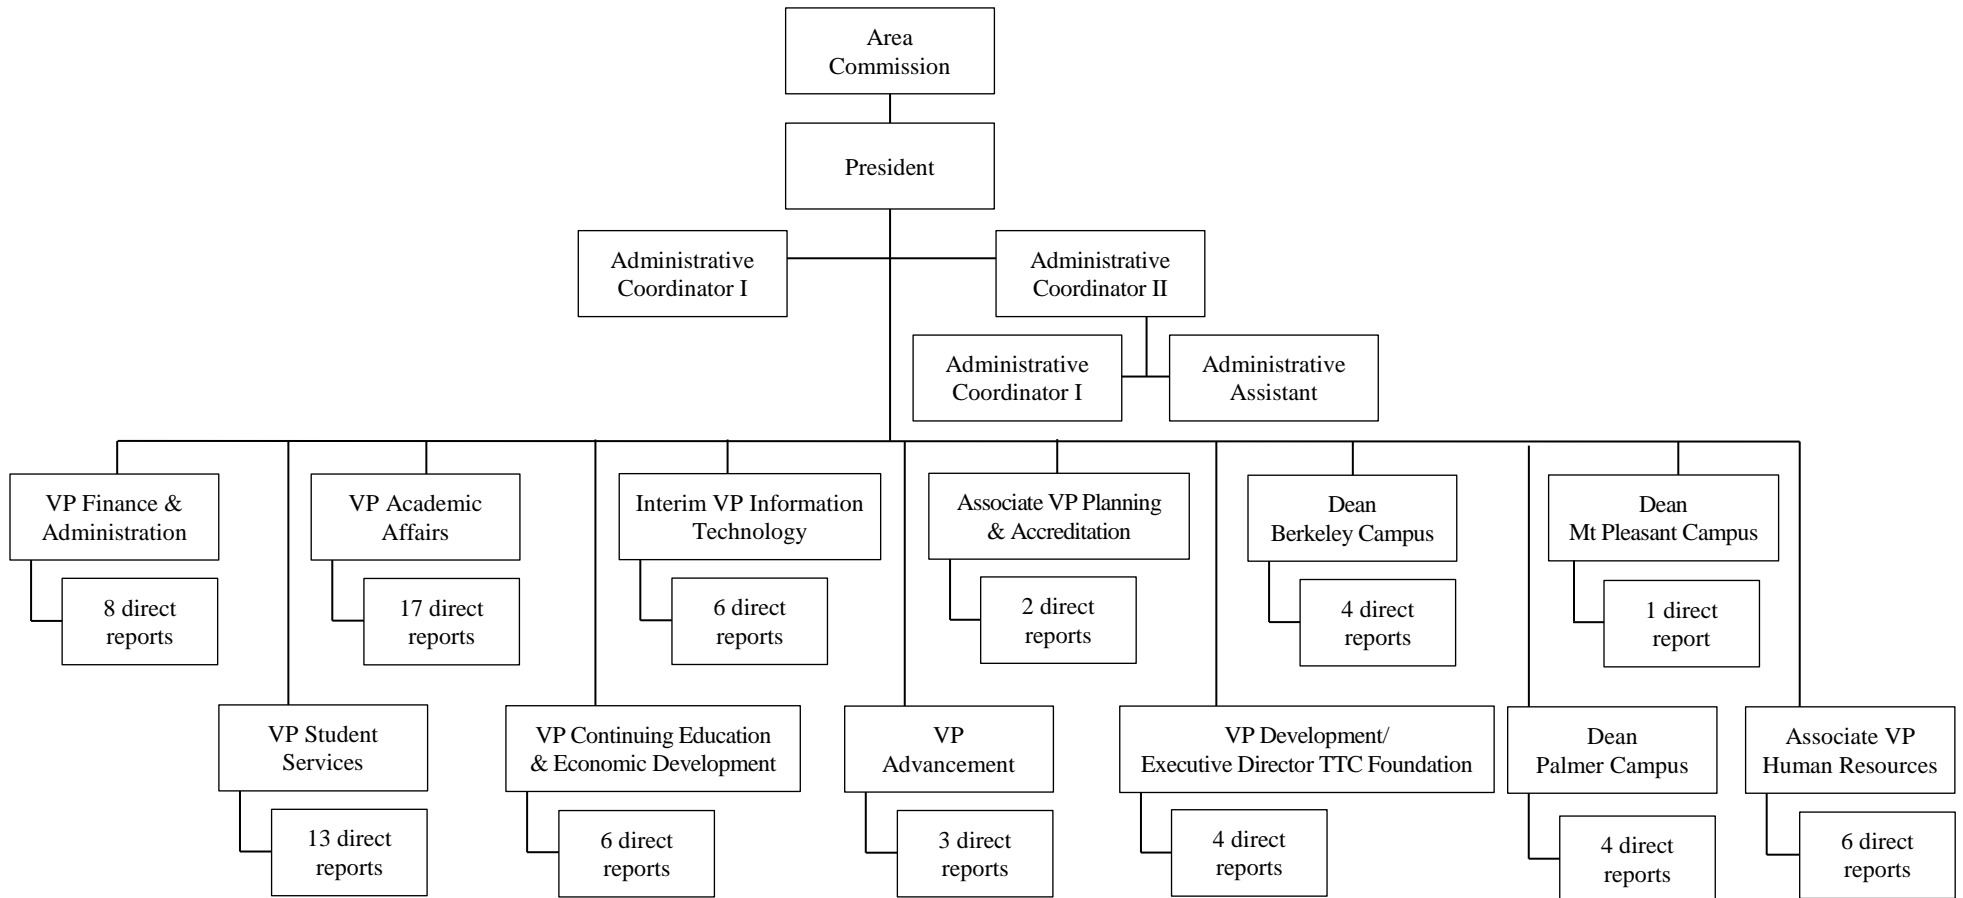 Area
Commission
President
Administrative
Coordinator I
Administrative
Coordinator II
Administrative
Coordinator I
Administrative
Assistant
VP Finance &
Administration
8 direct
reports
VP Academic
Affairs
17 direct
reports
Interim VP Information
Technology
6 direct
reports
Associate VP Planning
& Accreditation
2 direct
reports
Dean
Berkeley Campus
4 direct
reports
Dean
Mt Pleasant Campus
1 direct
report
VP Student
Services
13 direct
reports
VP Continuing Education
& Economic Development
6 direct
reports
VP
Advancement
3 direct
reports
VP Development/
Executive Director TTC Foundation
4 direct
reports
Dean
Palmer Campus
4 direct
reports
Associate VP
Human Resources
6 direct
reports